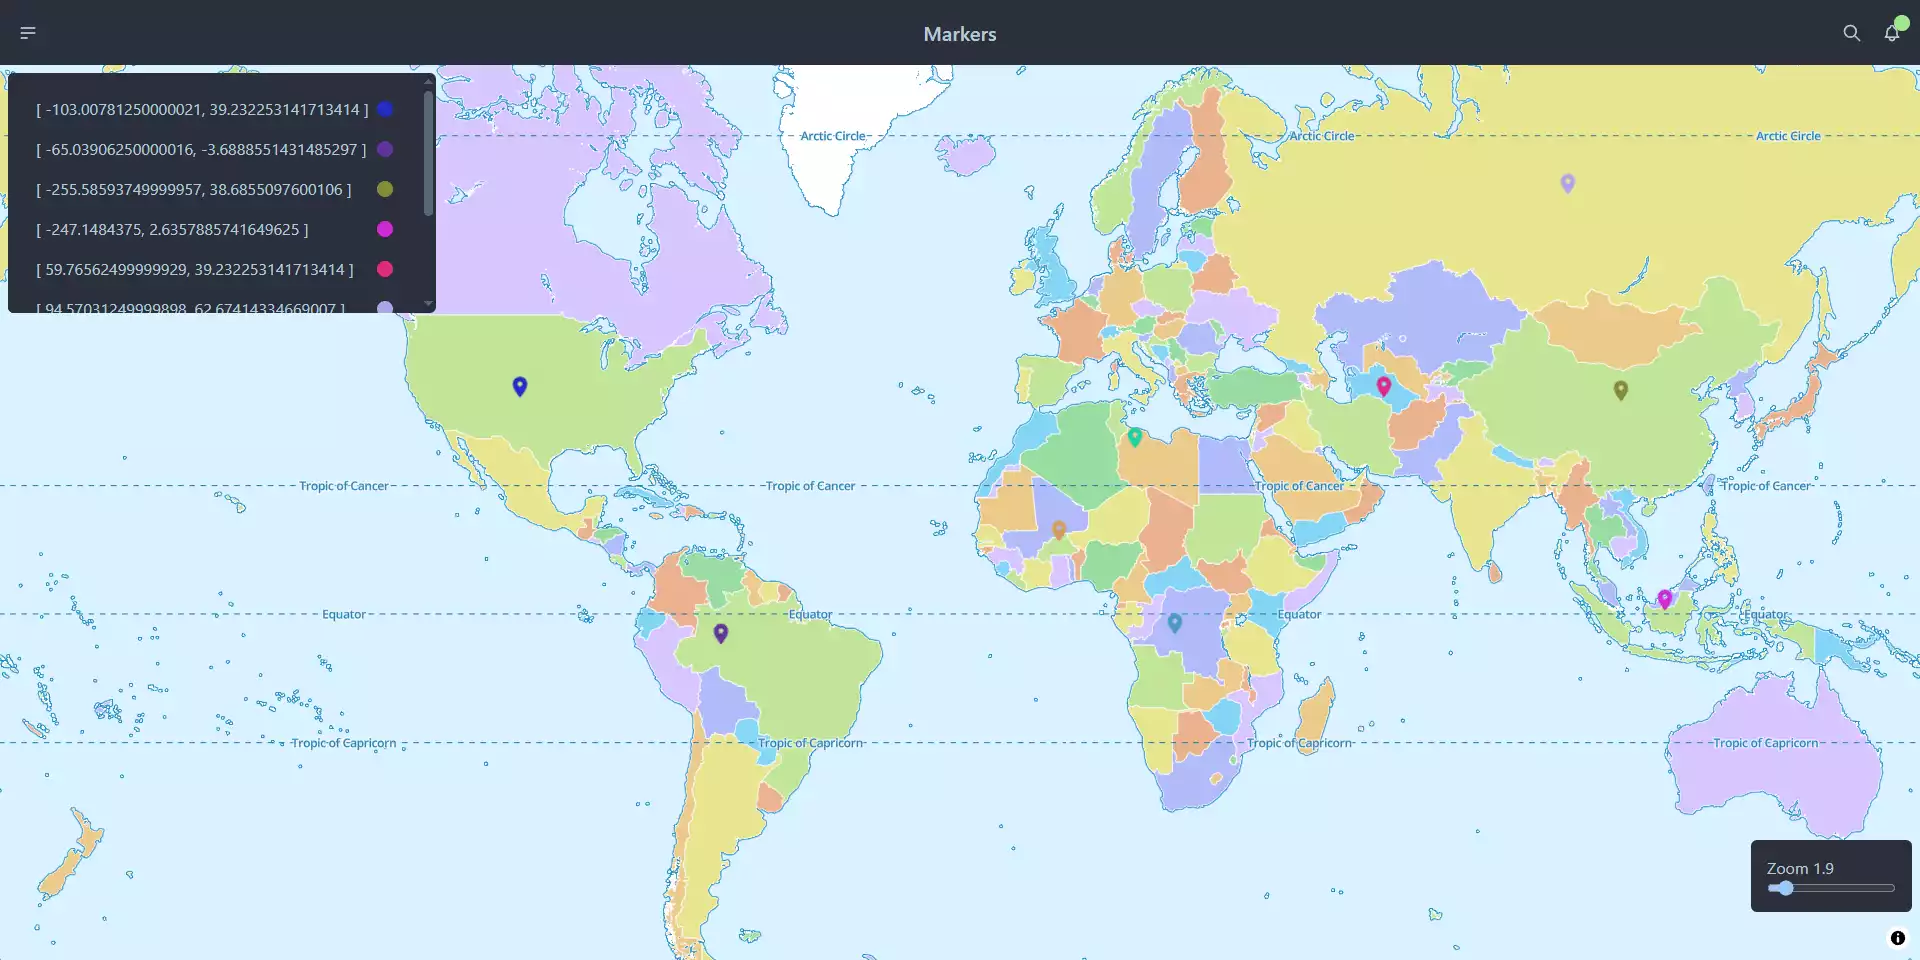 Markers
[ -103.00781250000021, 39.232253141713414 ]
[ -65.03906250000016, -3.6888551431485297 ]
[ -255.58593749999957, 38.6855097600106 ]
[ -247.1484375, 2.6357885741649625 ]
[ 59.76562499999929, 39.232253141713414 ]
[ 94.57031249999898, 62.67414334669007 ]
Arctic Circle
Arctic Circle
Arctic Circle
Tropic of Cancer
Tropic of Cancer
Tropic of Cancer
Tropic of Cancer
Equator
Equator
Equator
Equator
Tropic of Capricorn
Tropic of Capricorn
Tropic of Capricorn
Tropic of Capricorn
Zoom 1.9